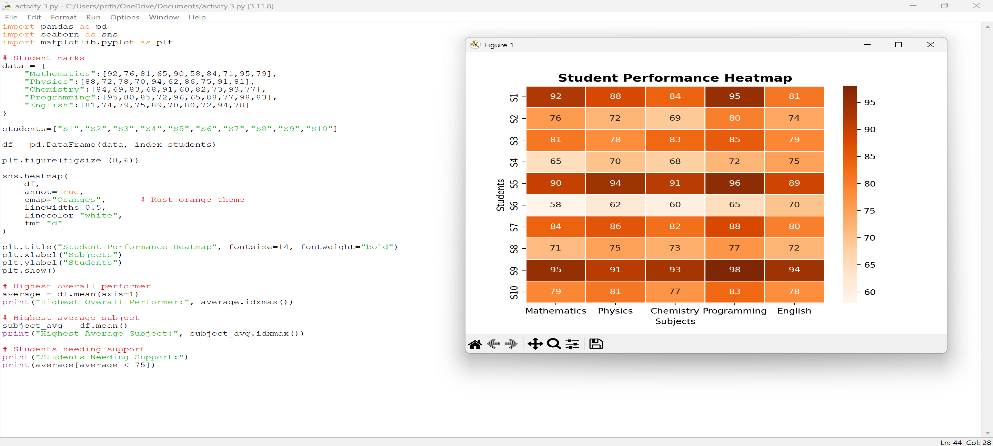 activity 3.py - C:/Users/prith/OneDrive/Documents/activity 3.py (3.11.8)
File Edit Format Run Options Window Help
import pandas as pd
import seaborn as sns
import matplotlib.pyplot as plt
# Student marks
data = {
"Mathematics":[92,76,81,65,90,58,84,71,95,79],
"Physics":[88,72,78,70,94,62,86,75,91,81],
"Chemistry":[84,69,83,68,91,60,82,73,93,77],
"Programming":[95,80,85,72,96,65,88,77,98,83],
"English":[81,74,79,75,89,70,80,72,94,78]
}
students=["S1","S2","S3","S4","S5","S6","S7","S8","S9","S10"]
df = pd.DataFrame(data, index=students)
plt.figure(figsize=(8,6))
sns.heatmap(
df,
annot=True,
cmap="Oranges", # Rust orange theme
linewidths=0.5,
linecolor="white",
fmt="d"
)
plt.title("Student Performance Heatmap", fontsize=14, fontweight="bold")
plt.xlabel("Subjects")
plt.ylabel("Students")
plt.show()
# Highest overall performer
average = df.mean(axis=1)
print("Highest Overall Performer:", average.idxmax())
# Highest average subject
subject_avg = df.mean()
print("Highest Average Subject:", subject_avg.idxmax())
# Students needing support
print("Students Needing Support:")
print(average[average < 75])
Figure 1
Student Performance Heatmap
S1 92 88 84 95 81
S2 76 72 69 80 74
S3 81 78 83 85 79
S4 65 70 68 72 75
S5 90 94 91 96 89
S6 58 62 60 65 70
S7 84 86 82 88 80
S8 71 75 73 77 72
S9 95 91 93 98 94
S10 79 81 77 83 78
Students
Mathematics Physics Chemistry Programming English
Subjects
95
90
85
80
75
70
65
60
Ln: 44 Col: 28